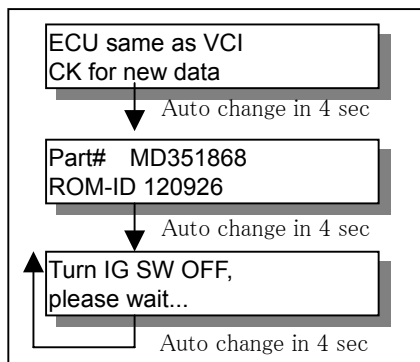 ECU same as VCI
CK for new data
Auto change in 4 sec
Part# MD351868
ROM-ID 120926
Auto change in 4 sec
Turn IG SW OFF,
please wait...
Auto change in 4 sec